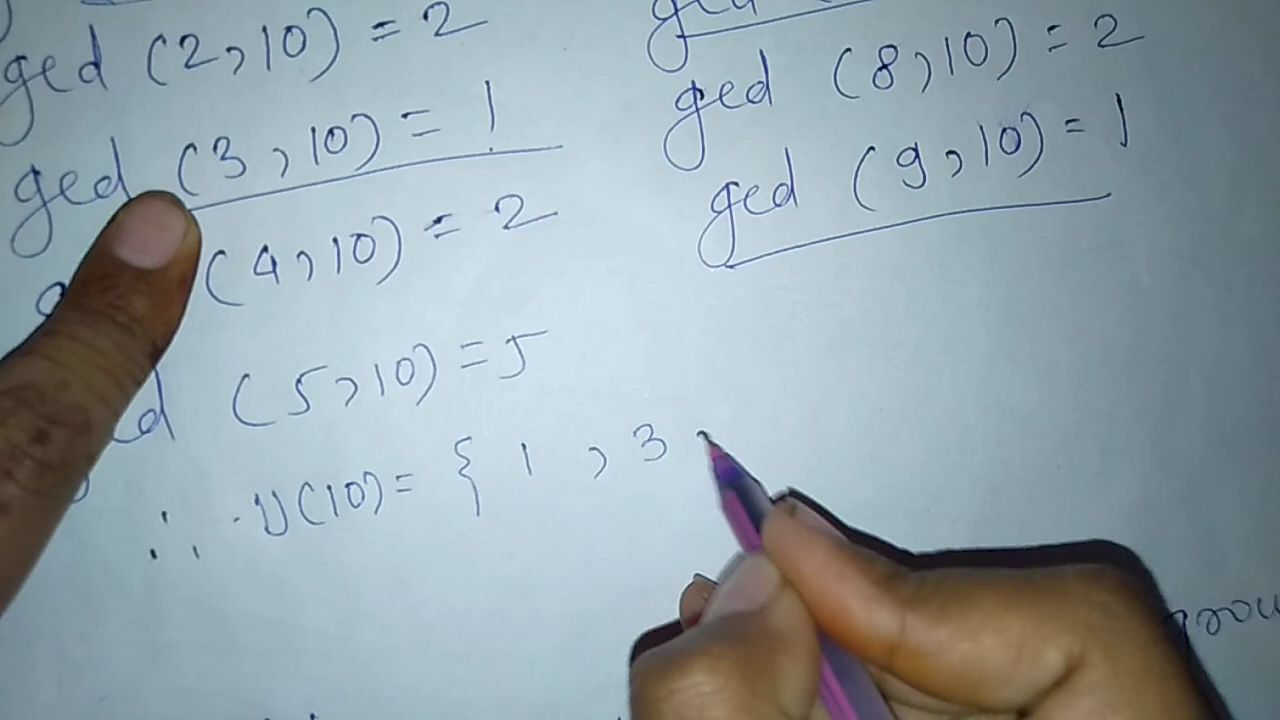 gcd (2,10) = 2
gcd (3,10) = 1
(4,10) = 2
(5,10) = 5
∴ U(10) = { 1 , 3
gcd (8,10) = 2
gcd (9,10) = 1